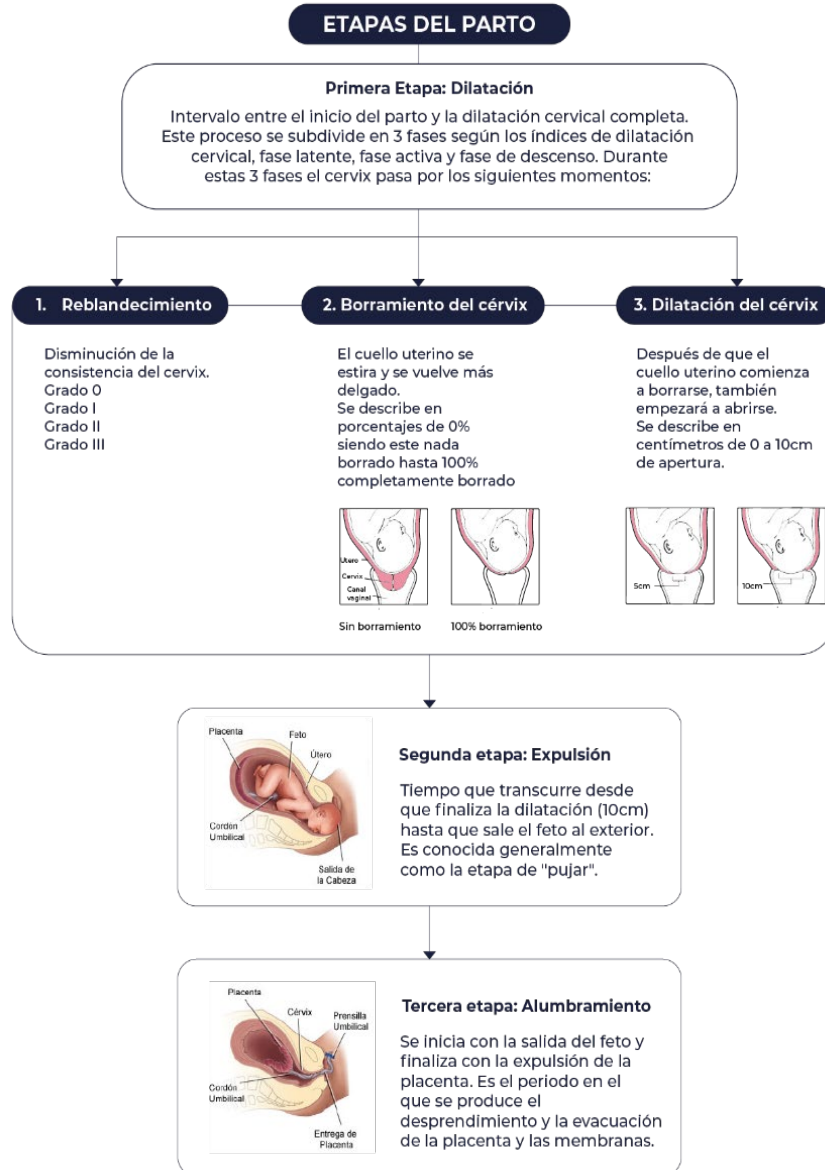 ETAPAS DEL PARTO
Primera Etapa: Dilatación
Intervalo entre el inicio del parto y la dilatación cervical completa.
Este proceso se subdivide en 3 fases según los índices de dilatación
cervical, fase latente, fase activa y fase de descenso. Durante
estas 3 fases el cervix pasa por los siguientes momentos:
1. Reblandecimiento
Disminución de la
consistencia del cervix.
Grado 0
Grado I
Grado II
Grado III
2. Borramiento del cérvix
El cuello uterino se
estira y se vuelve más
delgado.
Se describe en
porcentajes de 0%
siendo este nada
borrado hasta 100%
completamente borrado
Utero
Cervix
Canal
vaginal
Sin borramiento
100% borramiento
3. Dilatación del cérvix
Después de que el
cuello uterino comienza
a borrarse, también
empezará a abrirse.
Se describe en
centímetros de 0 a 10cm
de apertura.
5cm
10cm
Placenta
Feto
Útero
Cordón
Umbilical
Salida de
la Cabeza
Segunda etapa: Expulsión
Tiempo que transcurre desde
que finaliza la dilatación (10cm)
hasta que sale el feto al exterior.
Es conocida generalmente
como la etapa de "pujar".
Placenta
Cérvix
Prensilla
Umbilical
Cordón
Umbilical
Entrega de
Placenta
Tercera etapa: Alumbramiento
Se inicia con la salida del feto y
finaliza con la expulsión de la
placenta. Es el periodo en el
que se produce el
desprendimiento y la evacuación
de la placenta y las membranas.